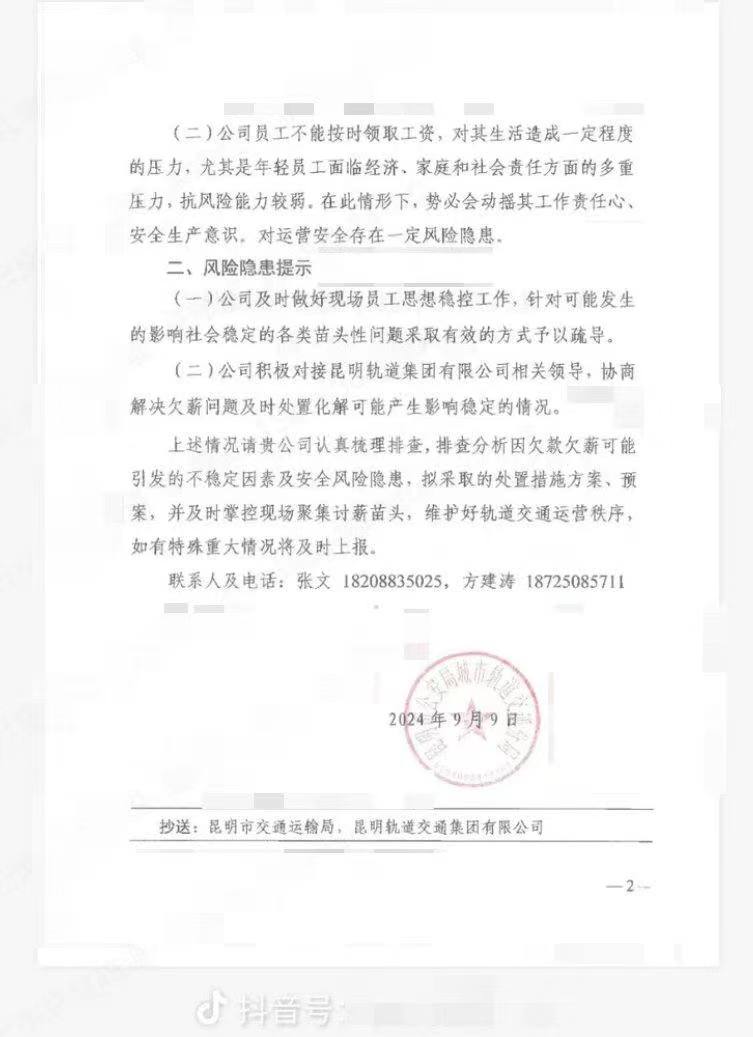 （二）公司员工不能按时领取工资，对其生活造成一定程度
的压力，尤其是年轻员工面临经济、家庭和社会责任方面的多重
压力，抗风险能力较弱。在此情形下，势必会动摇其工作责任心、
安全生产意识。对运营安全存在一定风险隐患。
二、风险隐患提示
（一）公司及时做好现场员工思想稳控工作，针对可能发生
的影响社会稳定的各类苗头性问题采取有效的方式予以疏导。
（二）公司积极对接昆明轨道集团有限公司相关领导，协商
解决欠薪问题及时处置化解可能产生影响稳定的情况。
上述情况请贵公司认真梳理排查，排查分析因欠款欠薪可能
引发的不稳定因素及安全风险隐患，拟采取的处置措施方案、预
案，并及时掌控现场聚集讨薪苗头，维护好轨道交通运营秩序，
如有特殊重大情况将及时上报。
联系人及电话：张文 18208835025，方建涛 18725085711
昆明市公安局城市轨道交通分局
2024年9月9日
抄送：昆明市交通运输局，昆明轨道交通集团有限公司
—2—
抖音号：